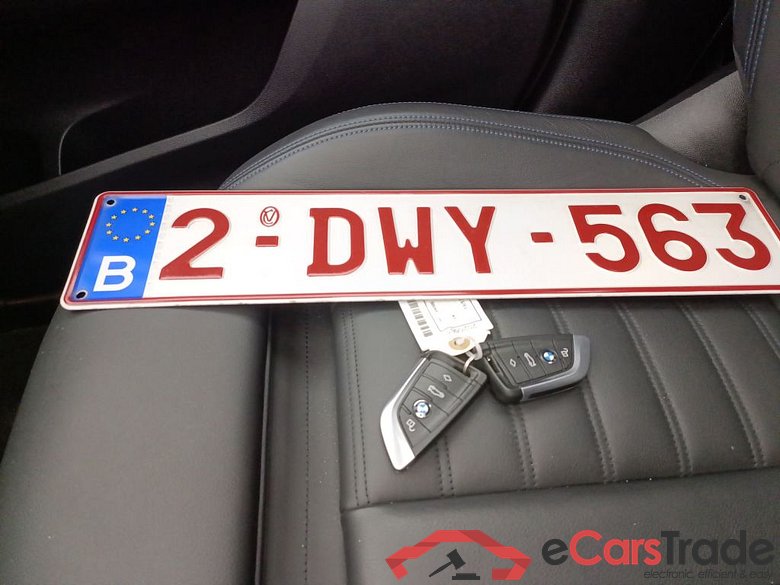 2-DWY-563
B
eCarsTrade
electronic, efficient & easy